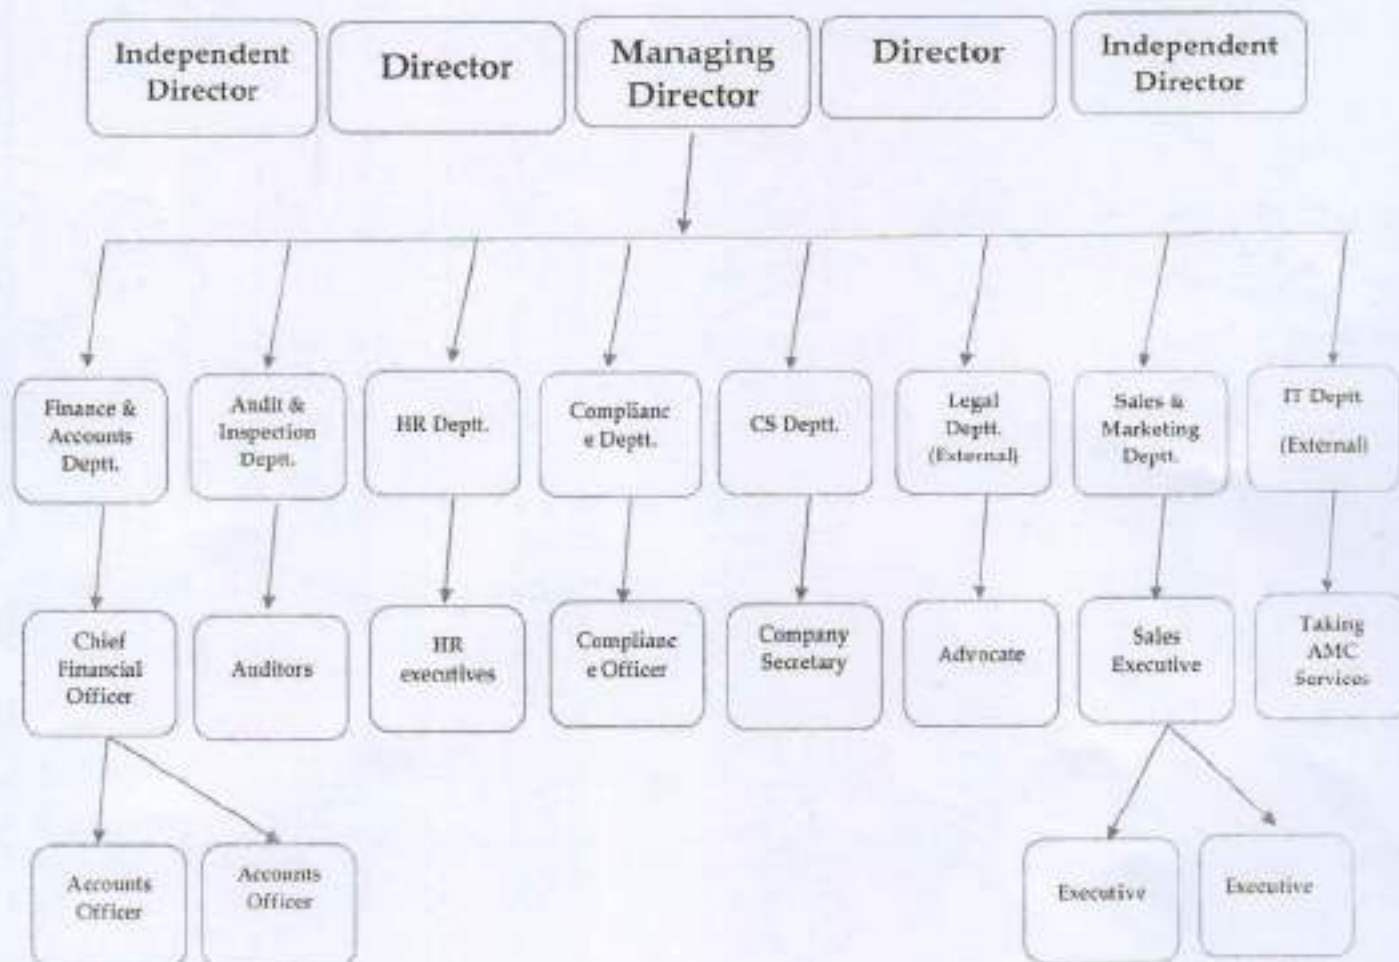 Independent
Director
Director
Managing
Director
Director
Independent
Director
Finance &
Accounts
Deptt.
Audit &
Inspection
Deptt.
HR Deptt.
Complianc
e Deptt.
CS Deptt.
Legal
Deptt.
(External)
Sales &
Marketing
Deptt.
IT Deptt
(External)
Chief
Financial
Officer
Auditors
HR
executives
Complianc
e Officer
Company
Secretary
Advocate
Sales
Executive
Taking
AMC
Services
Accounts
Officer
Accounts
Officer
Executive
Executive